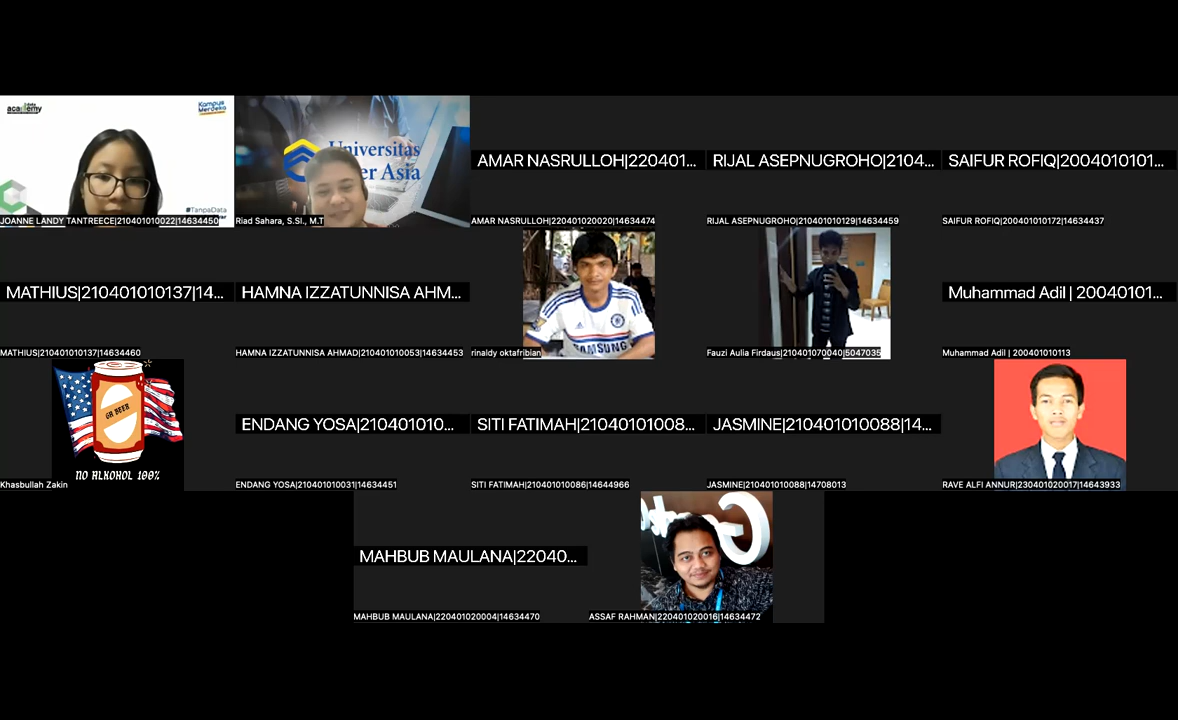 data
academy
Kampus
Merdeka
#TanpaData
JOANNE LANDY TANTREECE|210401010022|14634450
Universitas
Asia
Riad Sahara, S.SI., M.T
AMAR NASRULLOH|220401...
AMAR NASRULLOH|220401020020|14634474
RIJAL ASEPNUGROHO|2104...
RIJAL ASEPNUGROHO|210401010129|14634459
SAIFUR ROFIQ|2004010101...
SAIFUR ROFIQ|200401010172|14634437
MATHIUS|210401010137|14...
MATHIUS|210401010137|14634460
HAMNA IZZATUNNISA AHM...
HAMNA IZZATUNNISA AHMAD|210401010053|14634453
SAMSUNG
rinaldy oktafribian
Fauzi Aulia Firdaus|210401070040|5047035
Muhammad Adil | 20040101...
Muhammad Adil | 200401010113
GR BEER
NO ALKOHOL 100%
Khasbullah Zakin
ENDANG YOSA|210401010...
ENDANG YOSA|210401010031|14634451
SITI FATIMAH|21040101008...
SITI FATIMAH|210401010086|14644966
JASMINE|210401010088|14...
JASMINE|210401010088|14708013
RAVE ALFI ANNUR|230401020017|14643933
MAHBUB MAULANA|22040...
MAHBUB MAULANA|220401020004|14634470
ASSAF RAHMAN|220401020016|14634472